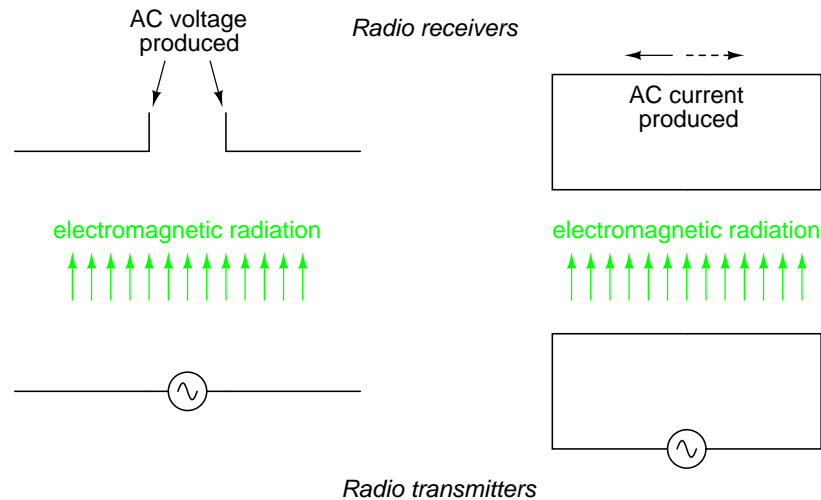 AC voltage
produced
Radio receivers
AC current
produced
electromagnetic radiation
electromagnetic radiation
Radio transmitters